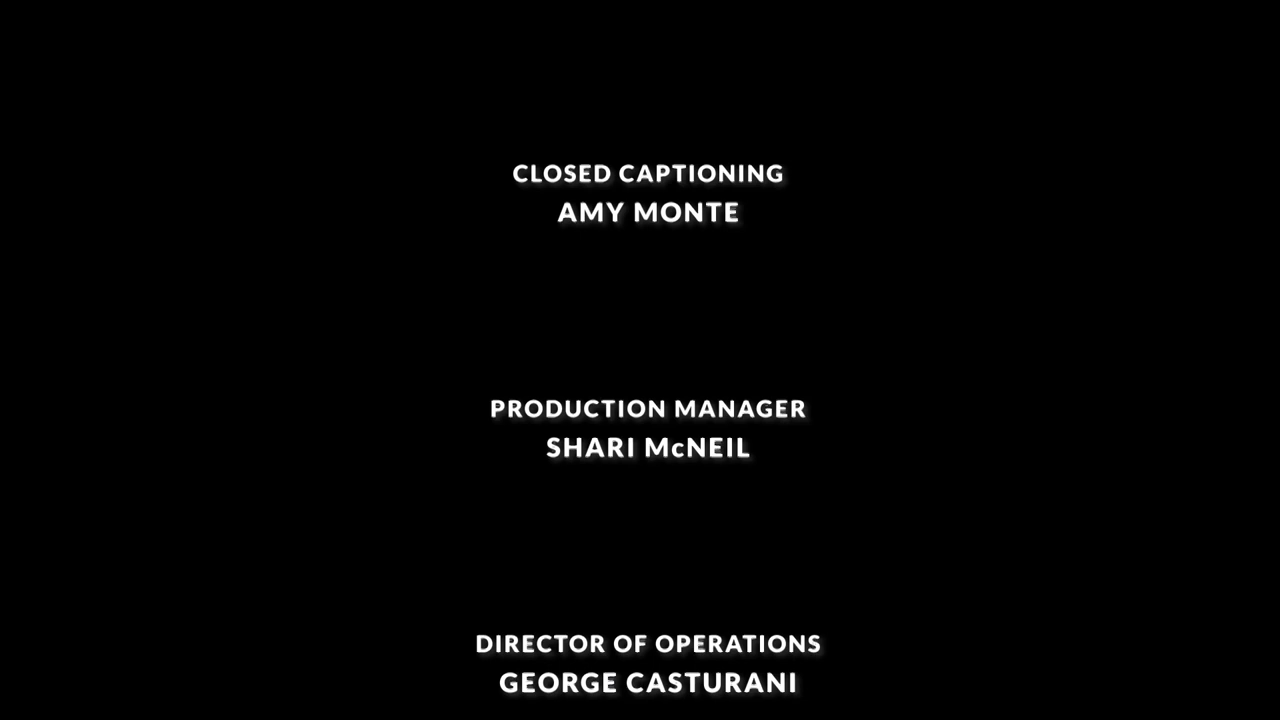 CLOSED CAPTIONING
AMY MONTE
PRODUCTION MANAGER
SHARI McNEIL
DIRECTOR OF OPERATIONS
GEORGE CASTURANI